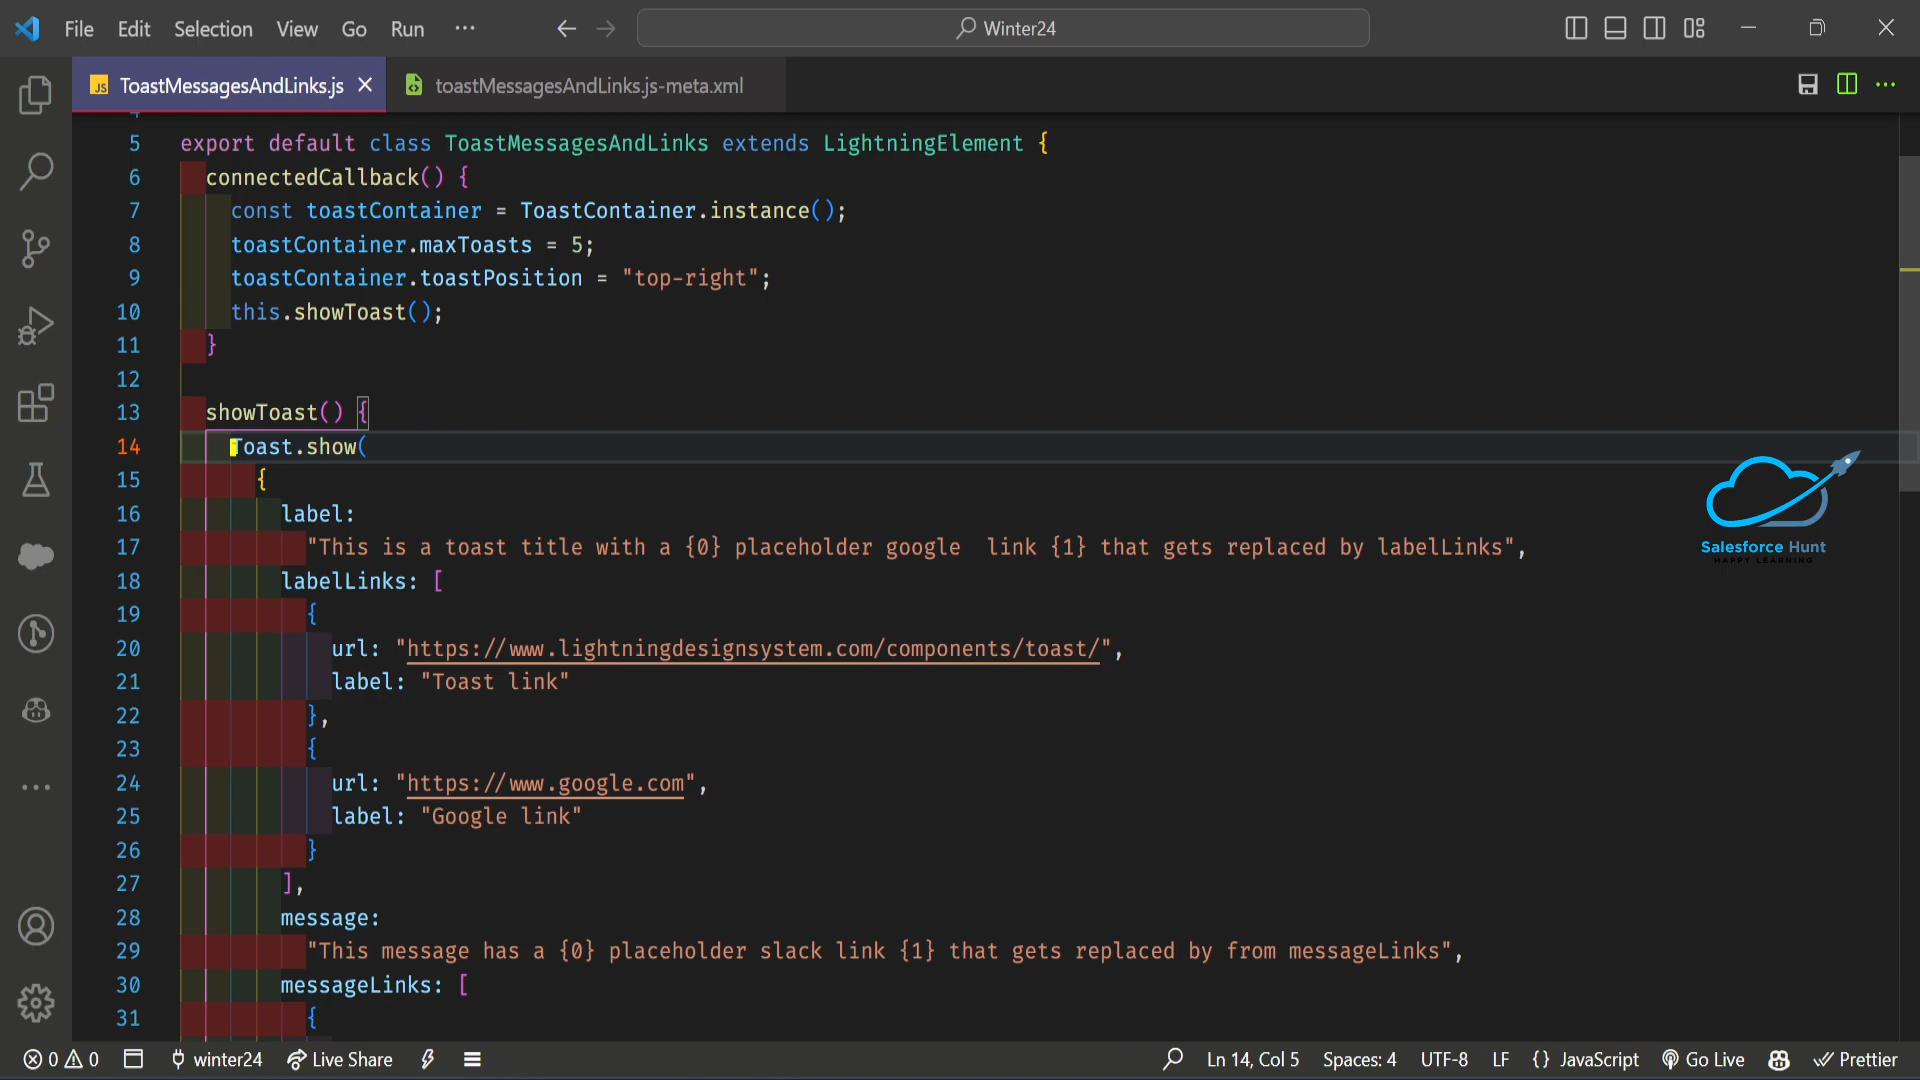 File Edit Selection View Go Run ··· Winter24
JS ToastMessagesAndLinks.js toastMessagesAndLinks.js-meta.xml
4
5 export default class ToastMessagesAndLinks extends LightningElement {
6 connectedCallback() {
7 const toastContainer = ToastContainer.instance();
8 toastContainer.maxToasts = 5;
9 toastContainer.toastPosition = "top-right";
10 this.showToast();
11 }
12
13 showToast() {
14 Toast.show(
15 {
16 label:
17 "This is a toast title with a {0} placeholder google  link {1} that gets replaced by labelLinks",
18 labelLinks: [
19 {
20 url: "https://www.lightningdesignsystem.com/components/toast/",
21 label: "Toast link"
22 },
23 {
24 url: "https://www.google.com",
25 label: "Google link"
26 }
27 ],
28 message:
29 "This message has a {0} placeholder slack link {1} that gets replaced by from messageLinks",
30 messageLinks: [
31 {
Salesforce Hunt
HAPPY LEARNING
0 0 winter24 Live Share Ln 14, Col 5 Spaces: 4 UTF-8 LF {} JavaScript Go Live Prettier